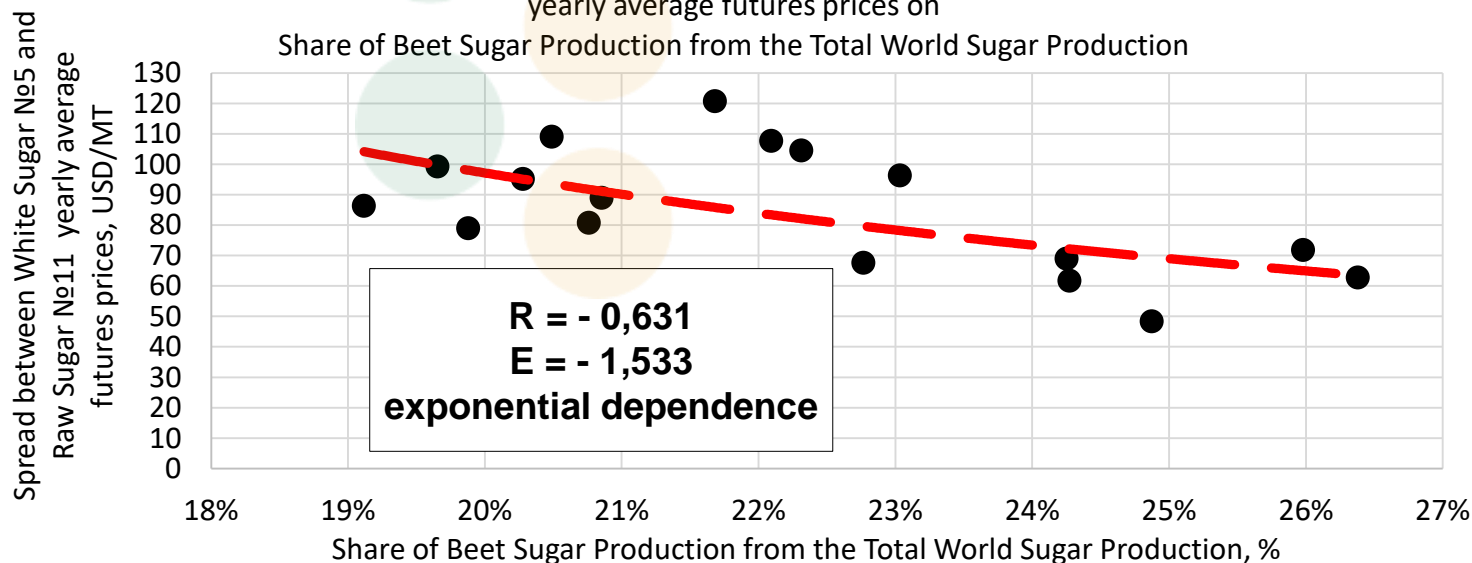 yearly average futures prices on
Share of Beet Sugar Production from the Total World Sugar Production
Spread between White Sugar №5 and
Raw Sugar №11 yearly average
futures prices, USD/MT
130
120
110
100
90
80
70
60
50
40
30
20
10
0
R = - 0,631
E = - 1,533
exponential dependence
18%
19%
20%
21%
22%
23%
24%
25%
26%
27%
Share of Beet Sugar Production from the Total World Sugar Production, %